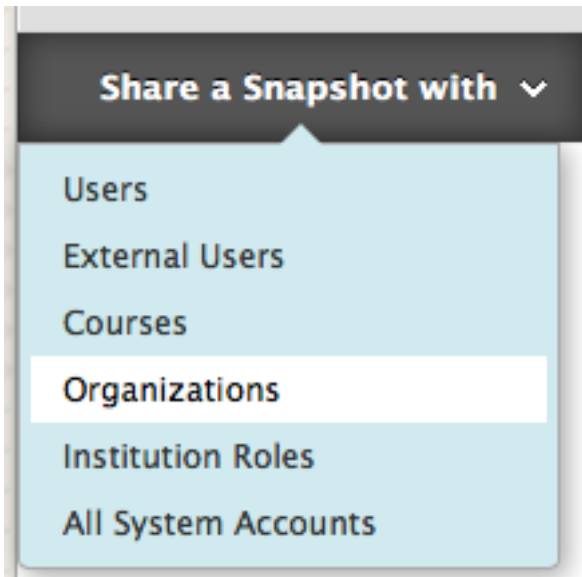 Share a Snapshot with
Users
External Users
Courses
Organizations
Institution Roles
All System Accounts